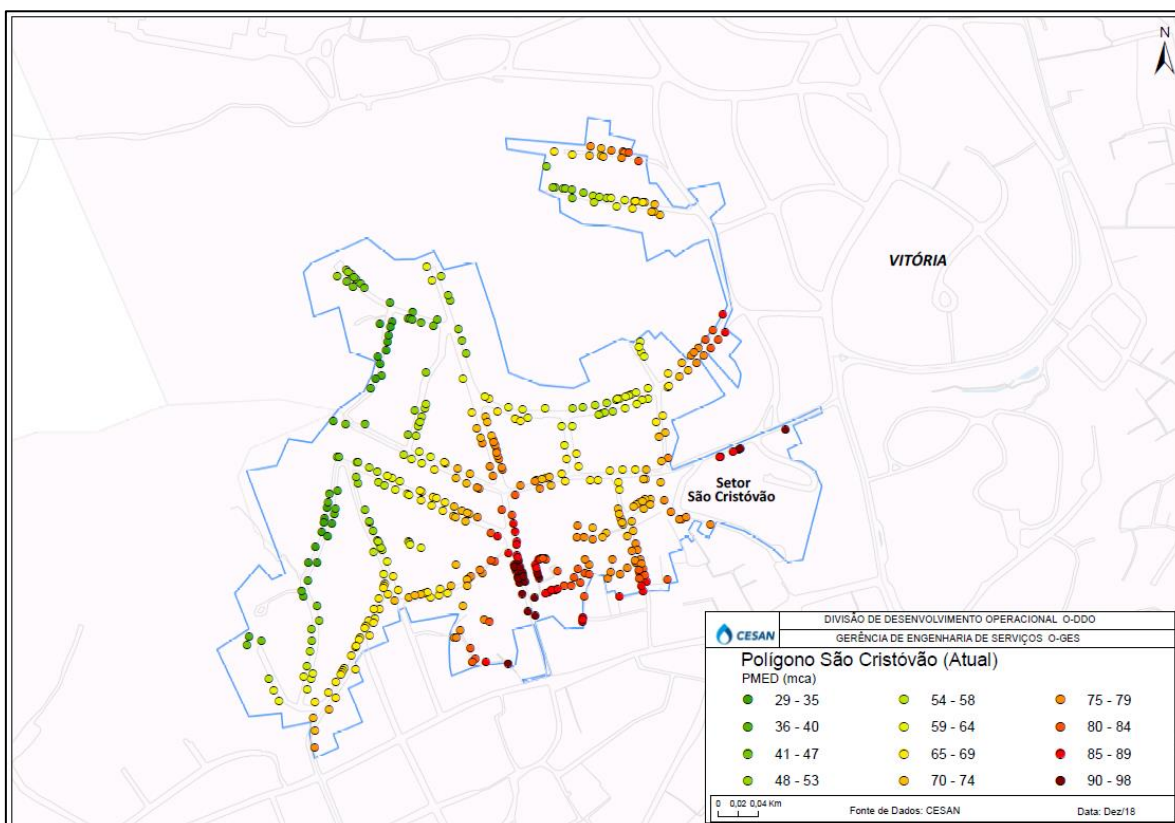 N
VITÓRIA
Setor
São Cristóvão
CESAN
DIVISÃO DE DESENVOLVIMENTO OPERACIONAL O-DDO
GERÊNCIA DE ENGENHARIA DE SERVIÇOS O-GES
Polígono São Cristóvão (Atual)
PMED (mca)
29 - 35 54 - 58 75 - 79
36 - 40 59 - 64 80 - 84
41 - 47 65 - 69 85 - 89
48 - 53 70 - 74 90 - 98
0 0,02 0,04 Km Fonte de Dados: CESAN Data: Dez/18